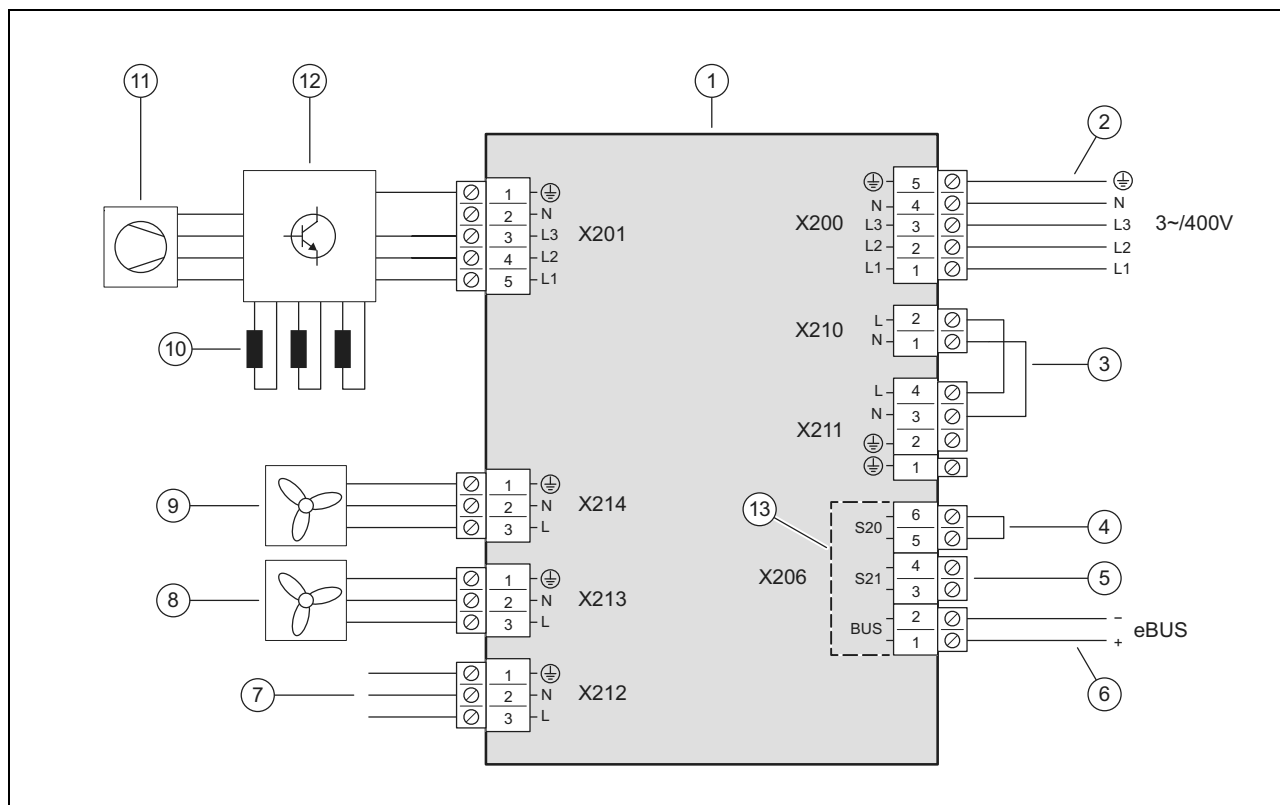 11
12
1
2
X201
1
2 N
3 L3
4 L2
5 L1
X200
5
N 4 N
L3 3 L3
L2 2 L2
L1 1 L1
3~/400V
10
X210
L 2
N 1
3
X211
L 4
N 3
2
1
9
1
2 N
3 L
X214
8
1
2 N
3 L
X213
7
1
2 N
3 L
X212
13
X206
S20
6
5
4
S21
4
3
5
BUS
2 −
1 +
eBUS
6